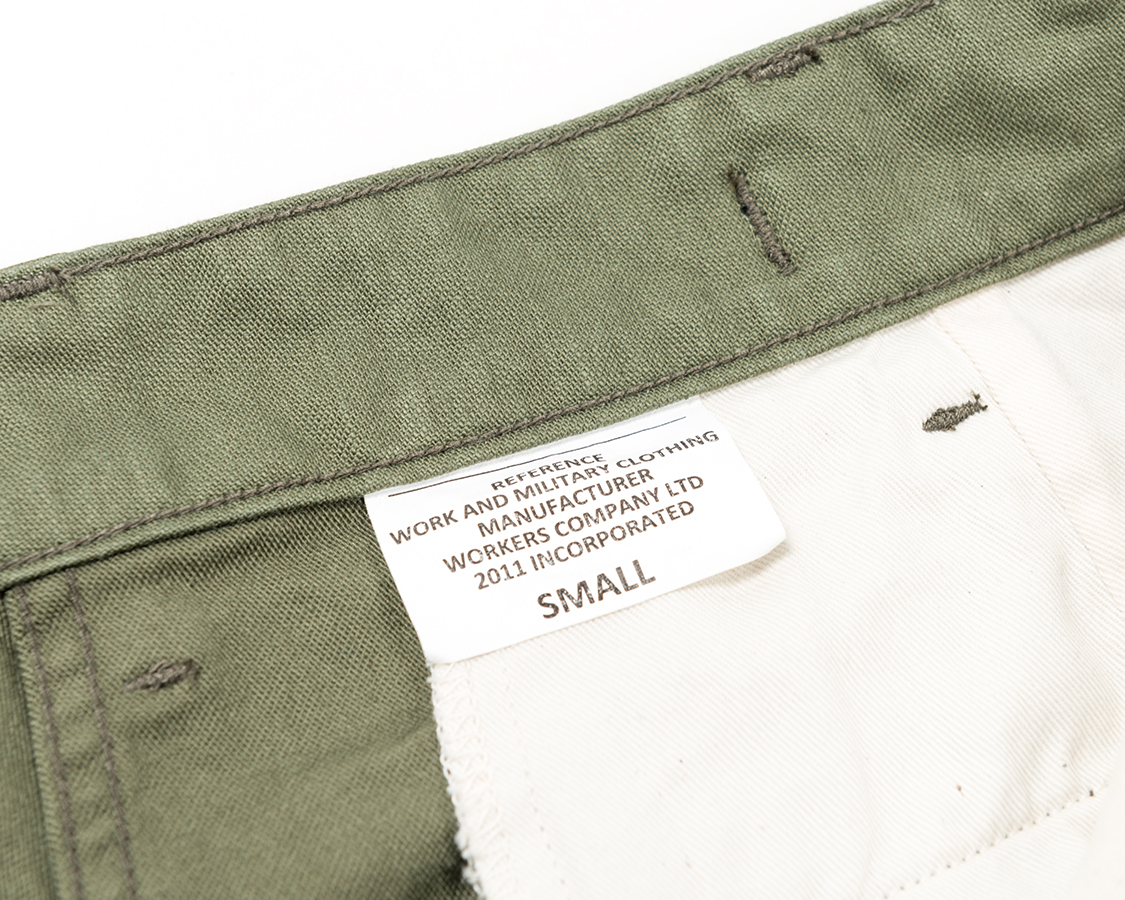 REFERENCE
WORK AND MILITARY CLOTHING
MANUFACTURER
WORKERS COMPANY LTD
2011 INCORPORATED
SMALL